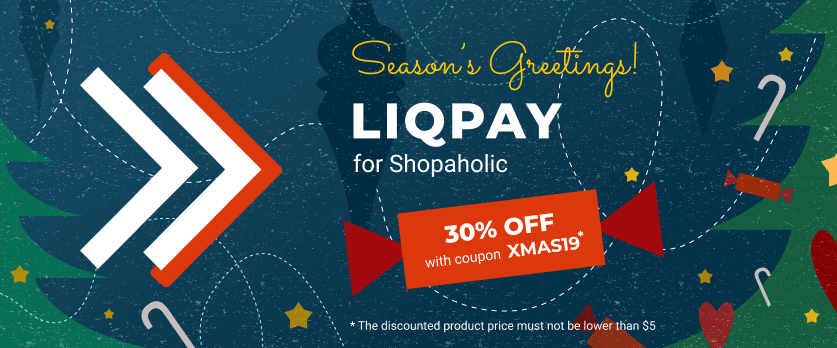 Season's Greetings!
LIQPAY
for Shopaholic
30% OFF
with coupon XMAS19*
* The discounted product price must not be lower than $5